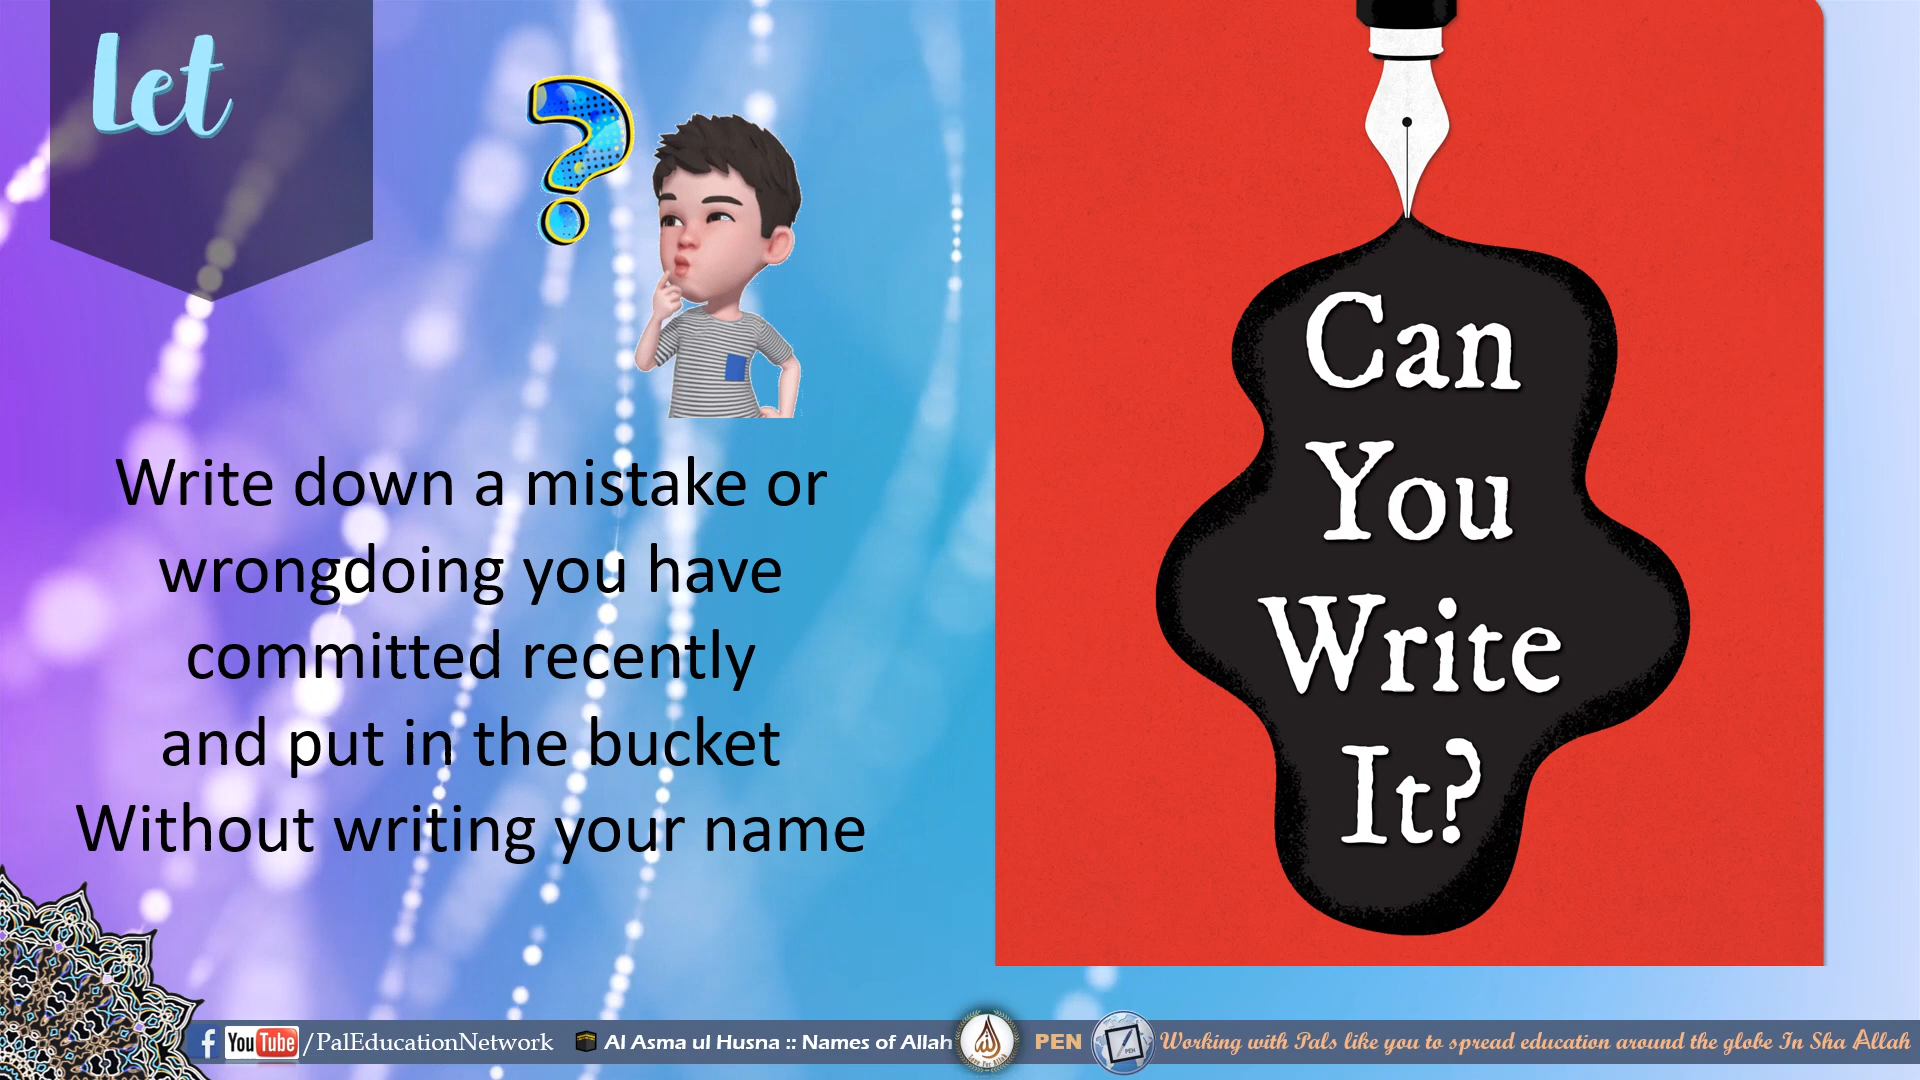 Let
?
Write down a mistake or
wrongdoing you have
committed recently
and put in the bucket
Without writing your name
Can
You
Write
It?
f YouTube /PalEducationNetwork Al Asma ul Husna :: Names of Allah PEN PEN Working with Pals like you to spread education around the globe In Sha Allah